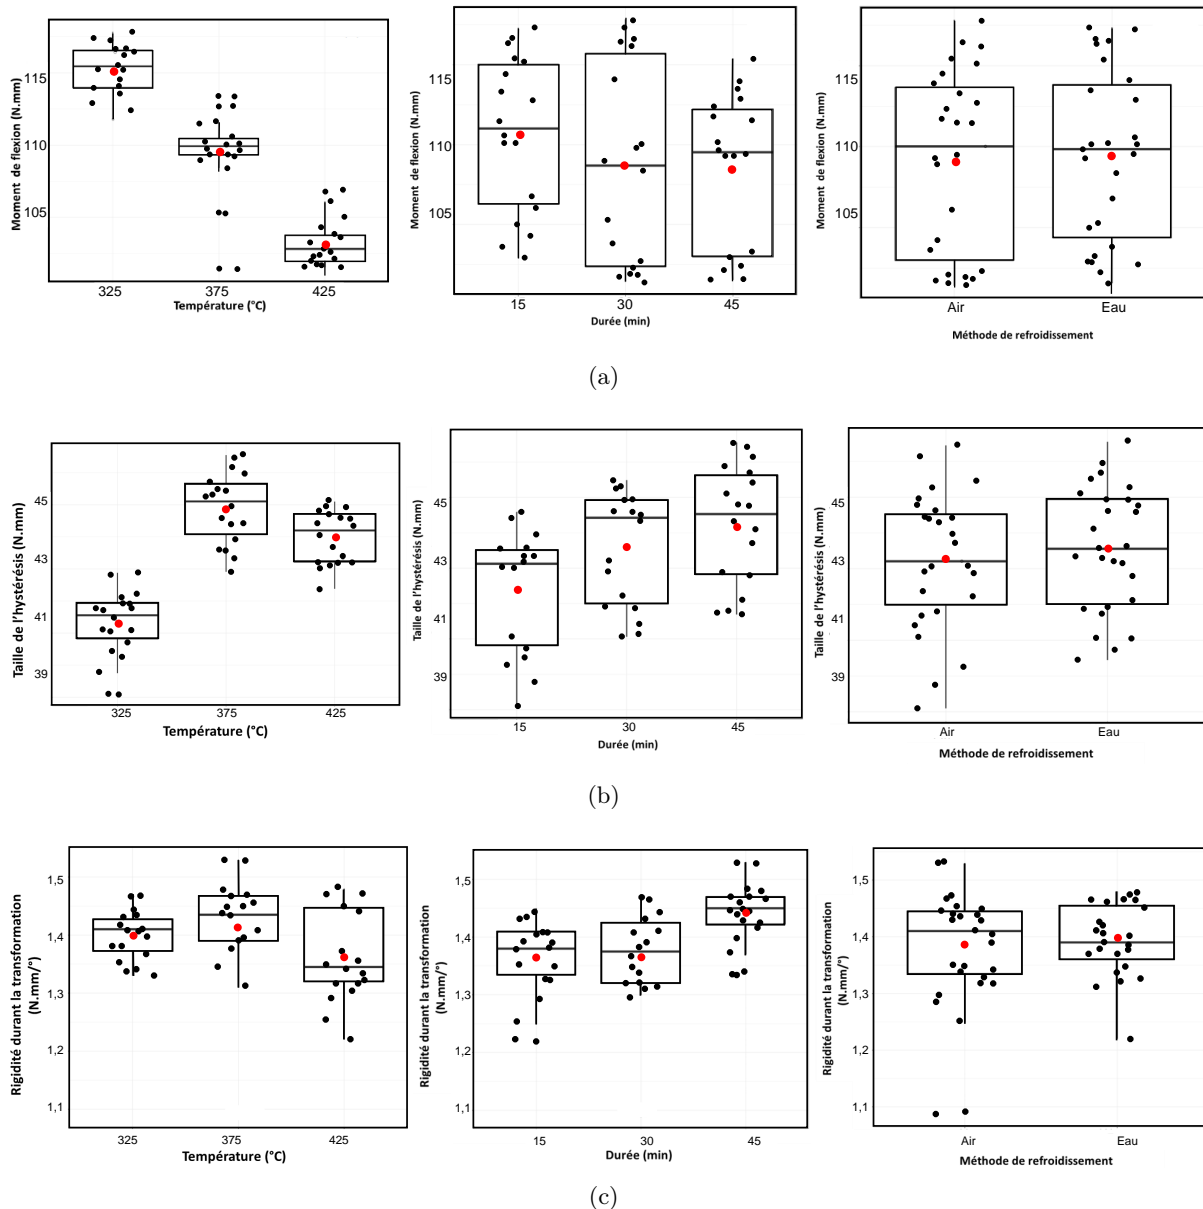 Moment de flexion (N.mm)
115
110
105
325
375
425
Température (°C)
Moment de flexion (N.mm)
115
110
105
15
30
45
Durée (min)
Moment de flexion (N.mm)
115
110
105
Air
Eau
Méthode de refroidissement
(a)
Taille de l'hystérésis (N.mm)
45
43
41
39
325
375
425
Température (°C)
Taille de l'hystérésis (N.mm)
45
43
41
39
15
30
45
Durée (min)
Taille de l'hystérésis (N.mm)
45
43
41
39
Air
Eau
Méthode de refroidissement
(b)
Rigidité durant la transformation
(N.mm/°)
1,5
1,4
1,3
1,2
1,1
325
375
425
Température (°C)
Rigidité durant la transformation
(N.mm/°)
1,5
1,4
1,3
1,2
1,1
15
30
45
Durée (min)
Rigidité durant la transformation
(N.mm/°)
1,5
1,4
1,3
1,2
1,1
Air
Eau
Méthode de refroidissement
(c)